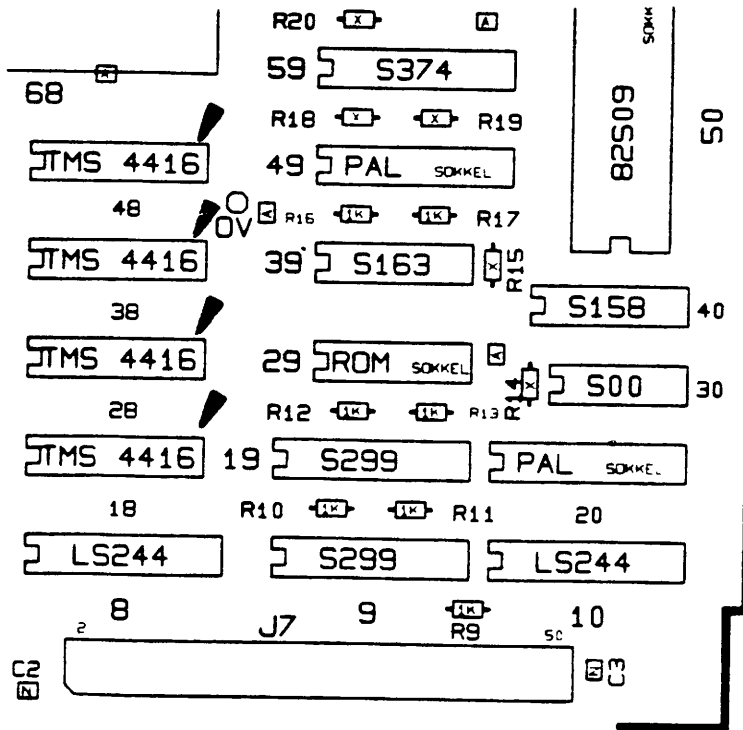 R20 X A
SOKK
59 S374
68 A
82S09
50
R18 X X R19
TMS 4416 49 PAL SOKKEL
48 0V A R16 1K 1K R17
TMS 4416 39 S163 X R15
S158 40
38
TMS 4416 29 ROM SOKKEL A
R14 X S00 30
28 R12 1K 1K R13
TMS 4416 19 S299 PAL SOKKEL
18 R10 1K 1K R11 20
LS244 S299 LS244
8 9 1K 10
2 J7 R9 50
C2 N N C3